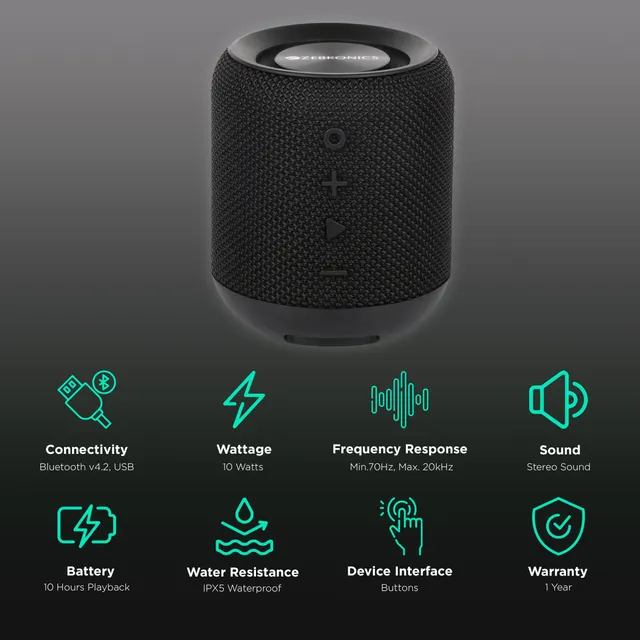 ZEBRONICS
Connectivity
Bluetooth v4.2, USB
Wattage
10 Watts
Frequency Response
Min.70Hz, Max. 20kHz
Sound
Stereo Sound
Battery
10 Hours Playback
Water Resistance
IPX5 Waterproof
Device Interface
Buttons
Warranty
1 Year